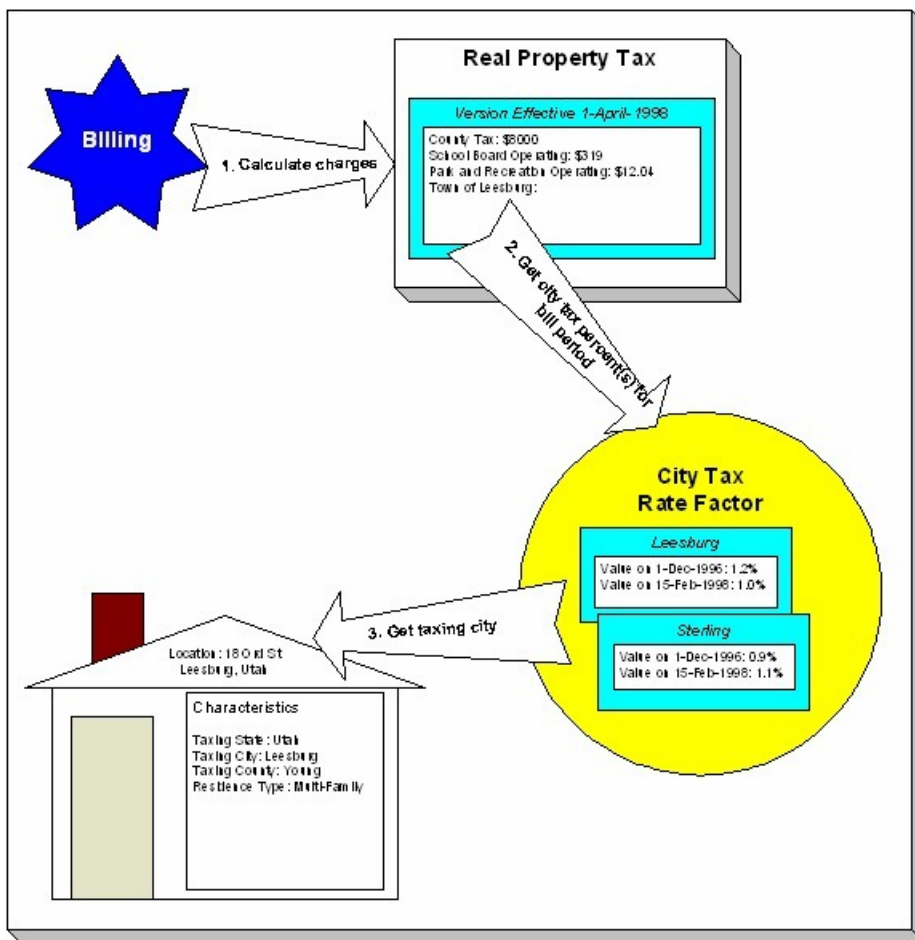 Real Property Tax
Version Effective 1-April-1998
County Tax: $8000
School Board Operating: $319
Park and Recreation Operating: $12.04
Town of Leesburg:
Billing
1. Calculate charges
2. Get city tax percent(s) for
bill period
City Tax
Rate Factor
Leesburg
Value on 1-Dec-1996: 1.2%
Value on 15-Feb-1998: 1.0%
Sterling
Value on 1-Dec-1996: 0.9%
Value on 15-Feb-1998: 1.1%
3. Get taxing city
Location: 18 Ord St
Leesburg, Utah
Characteristics
Taxing State: Utah
Taxing City: Leesburg
Taxing County: Young
Residence Type: Multi-Family